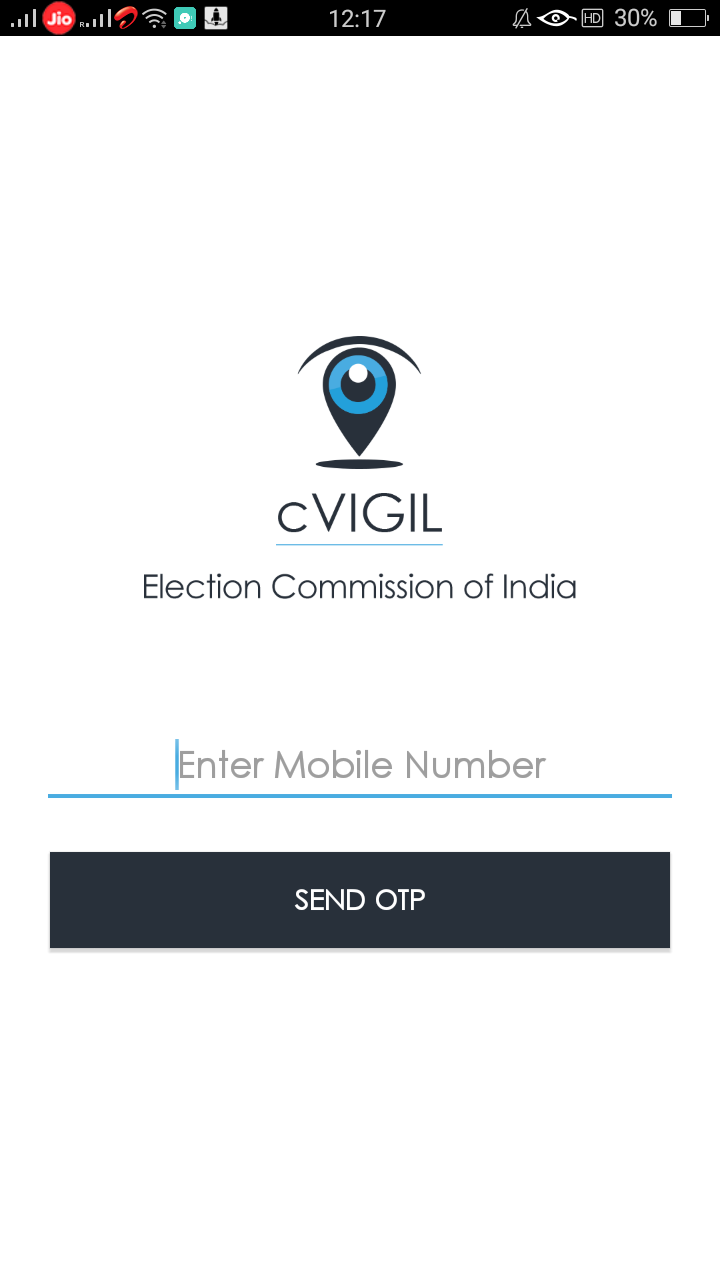 Jio R 12:17 HD 30%
cVIGIL
Election Commission of India
Enter Mobile Number
SEND OTP